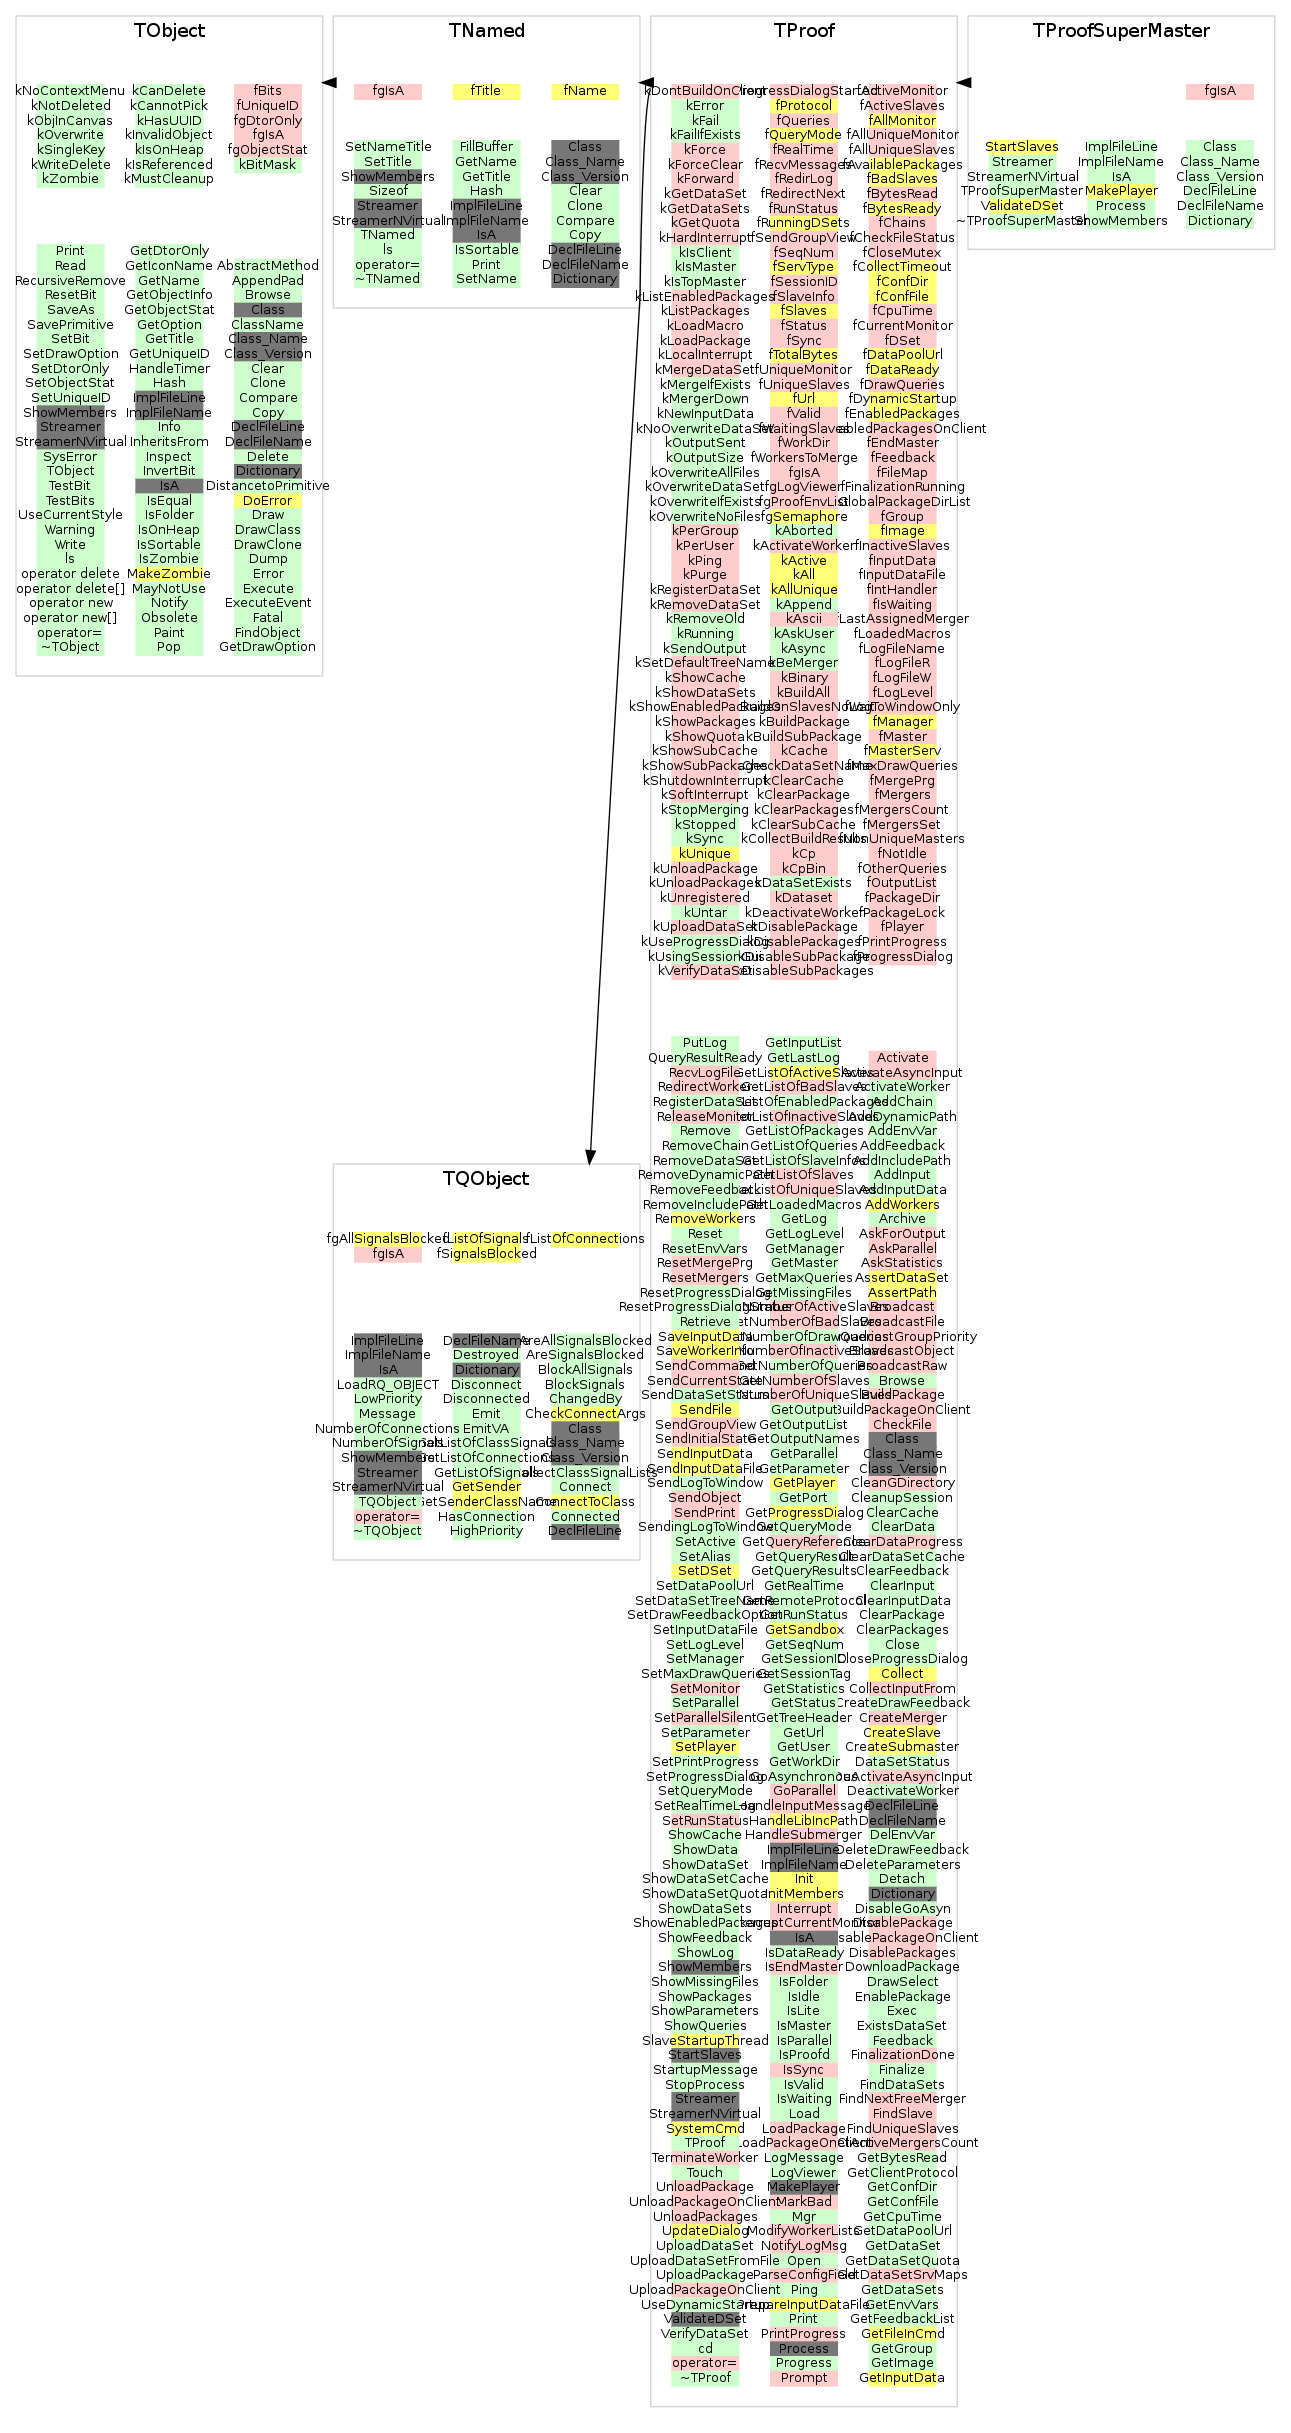 TObject
kNoContextMenu
kNotDeleted
kObjInCanvas
kOverwrite
kSingleKey
kWriteDelete
kZombie
kCanDelete
kCannotPick
kHasUUID
kInvalidObject
kIsOnHeap
kIsReferenced
kMustCleanup
fBits
fUniqueID
fgDtorOnly
fgIsA
fgObjectStat
kBitMask
Print
Read
RecursiveRemove
ResetBit
SaveAs
SavePrimitive
SetBit
SetDrawOption
SetDtorOnly
SetObjectStat
SetUniqueID
ShowMembers
Streamer
StreamerNVirtual
SysError
TObject
TestBit
TestBits
UseCurrentStyle
Warning
Write
ls
operator delete
operator delete[]
operator new
operator new[]
operator=
~TObject
GetDtorOnly
GetIconName
GetName
GetObjectInfo
GetObjectStat
GetOption
GetTitle
GetUniqueID
HandleTimer
Hash
ImplFileLine
ImplFileName
Info
InheritsFrom
Inspect
InvertBit
IsA
IsEqual
IsFolder
IsOnHeap
IsSortable
IsZombie
MakeZombie
MayNotUse
Notify
Obsolete
Paint
Pop
AbstractMethod
AppendPad
Browse
Class
ClassName
Class_Name
Class_Version
Clear
Clone
Compare
Copy
DeclFileLine
DeclFileName
Delete
Dictionary
DistancetoPrimitive
DoError
Draw
DrawClass
DrawClone
Dump
Error
Execute
ExecuteEvent
Fatal
FindObject
GetDrawOption
TNamed
fgIsA
fTitle
fName
SetNameTitle
SetTitle
ShowMembers
Sizeof
Streamer
StreamerNVirtual
TNamed
ls
operator=
~TNamed
FillBuffer
GetName
GetTitle
Hash
ImplFileLine
ImplFileName
IsA
IsSortable
Print
SetName
Class
Class_Name
Class_Version
Clear
Clone
Compare
Copy
DeclFileLine
DeclFileName
Dictionary
TProof
kDontBuildOnClient
kError
kFail
kFailIfExists
kForce
kForceClear
kForward
kGetDataSet
kGetDataSets
kGetQuota
kHardInterrupt
kIsClient
kIsMaster
kIsTopMaster
kListEnabledPackages
kListPackages
kLoadMacro
kLoadPackage
kLocalInterrupt
kMergeDataSet
kMergeIfExists
kMergerDown
kNewInputData
kNoOverwriteDataSet
kOutputSent
kOutputSize
kOverwriteAllFiles
kOverwriteDataSet
kOverwriteIfExists
kOverwriteNoFiles
kPerGroup
kPerUser
kPing
kPurge
kRegisterDataSet
kRemoveDataSet
kRemoveOld
kRunning
kSendOutput
kSetDefaultTreeName
kShowCache
kShowDataSets
kShowEnabledPackages
kShowPackages
kShowQuota
kShowSubCache
kShowSubPackages
kShutdownInterrupt
kSoftInterrupt
kStopMerging
kStopped
kSync
kUnique
kUnloadPackage
kUnloadPackages
kUnregistered
kUntar
kUploadDataSet
kUseProgressDialog
kUsingSessionGui
kVerifyDataSet
fProtocol
fQueries
fQueryMode
fRealTime
fRecvMessages
fRedirLog
fRedirectNext
fRunStatus
fRunningDSets
fSendGroupView
fSeqNum
fServType
fSessionID
fSlaveInfo
fSlaves
fStatus
fSync
fTotalBytes
fUniqueMonitor
fUniqueSlaves
fUrl
fValid
fWaitingSlaves
fWorkDir
fWorkersToMerge
fgIsA
fgLogViewer
fgProofEnvList
fgSemaphore
kAborted
kActivateWorker
kActive
kAll
kAllUnique
kAppend
kAscii
kAskUser
kAsync
kBeMerger
kBinary
kBuildAll
kBuildPackage
kBuildSubPackage
kCache
kClearCache
kClearPackage
kClearPackages
kClearSubCache
kCollectBuildResults
kCp
kCpBin
kDataSetExists
kDataset
kDeactivateWorker
kDisablePackage
kDisablePackages
kDisableSubPackage
fActiveMonitor
fActiveSlaves
fAllMonitor
fAllUniqueMonitor
fAllUniqueSlaves
fAvailablePackages
fBadSlaves
fBytesRead
fBytesReady
fChains
fCheckFileStatus
fCloseMutex
fCollectTimeout
fConfDir
fConfFile
fCpuTime
fCurrentMonitor
fDSet
fDataPoolUrl
fDataReady
fDrawQueries
fDynamicStartup
fEnabledPackages
fEndMaster
fFeedback
fFileMap
fFinalizationRunning
fGroup
fImage
fInactiveSlaves
fInputData
fInputDataFile
fIntHandler
fIsWaiting
fLastAssignedMerger
fLoadedMacros
fLogFileName
fLogFileR
fLogFileW
fLogLevel
fManager
fMaster
fMasterServ
fMaxDrawQueries
fMergePrg
fMergers
fMergersCount
fMergersSet
fNonUniqueMasters
fNotIdle
fOtherQueries
fOutputList
fPackageDir
fPackageLock
fPlayer
fPrintProgress
fProgressDialog
PutLog
QueryResultReady
RecvLogFile
RedirectWorker
RegisterDataSet
ReleaseMonitor
Remove
RemoveChain
RemoveDataSet
RemoveDynamicPath
RemoveFeedback
RemoveIncludePath
RemoveWorkers
Reset
ResetEnvVars
ResetMergePrg
ResetMergers
ResetProgressDialog
ResetProgressDialogStatus
Retrieve
SaveInputData
SaveWorkerInfo
SendCommand
SendCurrentState
SendDataSetStatus
SendFile
SendGroupView
SendInitialState
SendInputData
SendInputDataFile
SendLogToWindow
SendObject
SendPrint
SendingLogToWindow
SetActive
SetAlias
SetDSet
SetDataPoolUrl
SetDataSetTreeName
SetDrawFeedbackOption
SetInputDataFile
SetLogLevel
SetManager
SetMaxDrawQueries
SetMonitor
SetParallel
SetParallelSilent
SetParameter
SetPlayer
SetPrintProgress
SetProgressDialog
SetQueryMode
SetRealTimeLog
SetRunStatus
ShowCache
ShowData
ShowDataSet
ShowDataSetCache
ShowDataSetQuota
ShowDataSets
ShowEnabledPackages
ShowFeedback
ShowLog
ShowMembers
ShowMissingFiles
ShowPackages
ShowParameters
ShowQueries
SlaveStartupThread
StartSlaves
StartupMessage
StopProcess
Streamer
StreamerNVirtual
SystemCmd
TProof
TerminateWorker
Touch
UnloadPackage
UnloadPackageOnClient
UnloadPackages
UpdateDialog
UploadDataSet
UploadDataSetFromFile
UploadPackage
UploadPackageOnClient
UseDynamicStartup
ValidateDSet
VerifyDataSet
cd
operator=
~TProof
GetInputList
GetLastLog
GetListOfActiveSlaves
GetListOfBadSlaves
GetListOfPackages
GetListOfQueries
GetListOfSlaveInfos
GetListOfSlaves
GetLoadedMacros
GetLog
GetLogLevel
GetManager
GetMaster
GetMaxQueries
GetMissingFiles
GetNumberOfQueries
GetNumberOfSlaves
GetOutput
GetOutputList
GetOutputNames
GetParallel
GetParameter
GetPlayer
GetPort
GetProgressDialog
GetQueryMode
GetQueryReference
GetQueryResult
GetQueryResults
GetRealTime
GetRemoteProtocol
GetRunStatus
GetSandbox
GetSeqNum
GetSessionID
GetSessionTag
GetStatistics
GetStatus
GetTreeHeader
GetUrl
GetUser
GetWorkDir
GoAsynchronous
GoParallel
HandleInputMessage
HandleLibIncPath
HandleSubmerger
ImplFileLine
ImplFileName
Init
InitMembers
Interrupt
IsA
IsDataReady
IsEndMaster
IsFolder
IsIdle
IsLite
IsMaster
IsParallel
IsProofd
IsSync
IsValid
IsWaiting
Load
LoadPackage
LoadPackageOnClient
LogMessage
LogViewer
MakePlayer
MarkBad
Mgr
ModifyWorkerLists
NotifyLogMsg
Open
ParseConfigField
Ping
PrepareInputDataFile
Print
PrintProgress
Process
Progress
Prompt
Activate
ActivateAsyncInput
ActivateWorker
AddChain
AddDynamicPath
AddEnvVar
AddFeedback
AddIncludePath
AddInput
AddInputData
AddWorkers
Archive
AskForOutput
AskParallel
AskStatistics
AssertDataSet
AssertPath
Broadcast
BroadcastFile
BroadcastGroupPriority
BroadcastObject
BroadcastRaw
Browse
BuildPackage
BuildPackageOnClient
CheckFile
Class
Class_Name
Class_Version
CleanGDirectory
CleanupSession
ClearCache
ClearData
ClearDataProgress
ClearDataSetCache
ClearFeedback
ClearInput
ClearInputData
ClearPackage
ClearPackages
Close
CloseProgressDialog
Collect
CollectInputFrom
CreateDrawFeedback
CreateMerger
CreateSlave
CreateSubmaster
DataSetStatus
DeActivateAsyncInput
DeactivateWorker
DeclFileLine
DeclFileName
DelEnvVar
DeleteDrawFeedback
DeleteParameters
Detach
Dictionary
DisableGoAsyn
DisablePackage
DisablePackageOnClient
DisablePackages
DownloadPackage
DrawSelect
EnablePackage
Exec
ExistsDataSet
Feedback
FinalizationDone
Finalize
FindDataSets
FindNextFreeMerger
FindSlave
FindUniqueSlaves
GetActiveMergersCount
GetBytesRead
GetClientProtocol
GetConfDir
GetConfFile
GetCpuTime
GetDataPoolUrl
GetDataSet
GetDataSetQuota
GetDataSetSrvMaps
GetDataSets
GetEnvVars
GetFeedbackList
GetFileInCmd
GetGroup
GetImage
GetInputData
TProofSuperMaster
fgIsA
StartSlaves
Streamer
StreamerNVirtual
TProofSuperMaster
ValidateDSet
~TProofSuperMaster
ImplFileLine
ImplFileName
IsA
MakePlayer
Process
ShowMembers
Class
Class_Name
Class_Version
DeclFileLine
DeclFileName
Dictionary
TQObject
fgAllSignalsBlocked
fgIsA
fListOfSignals
fSignalsBlocked
fListOfConnections
ImplFileLine
ImplFileName
IsA
LoadRQ_OBJECT
LowPriority
Message
NumberOfConnections
NumberOfSignals
ShowMembers
Streamer
StreamerNVirtual
TQObject
operator=
~TQObject
DeclFileName
Destroyed
Dictionary
Disconnect
Disconnected
Emit
EmitVA
GetListOfClassSignals
GetListOfConnections
GetListOfSignals
GetSender
GetSenderClassName
HasConnection
HighPriority
AreAllSignalsBlocked
AreSignalsBlocked
BlockAllSignals
BlockSignals
ChangedBy
CheckConnectArgs
Class
Class_Name
Class_Version
CollectClassSignalLists
Connect
ConnectToClass
Connected
DeclFileLine